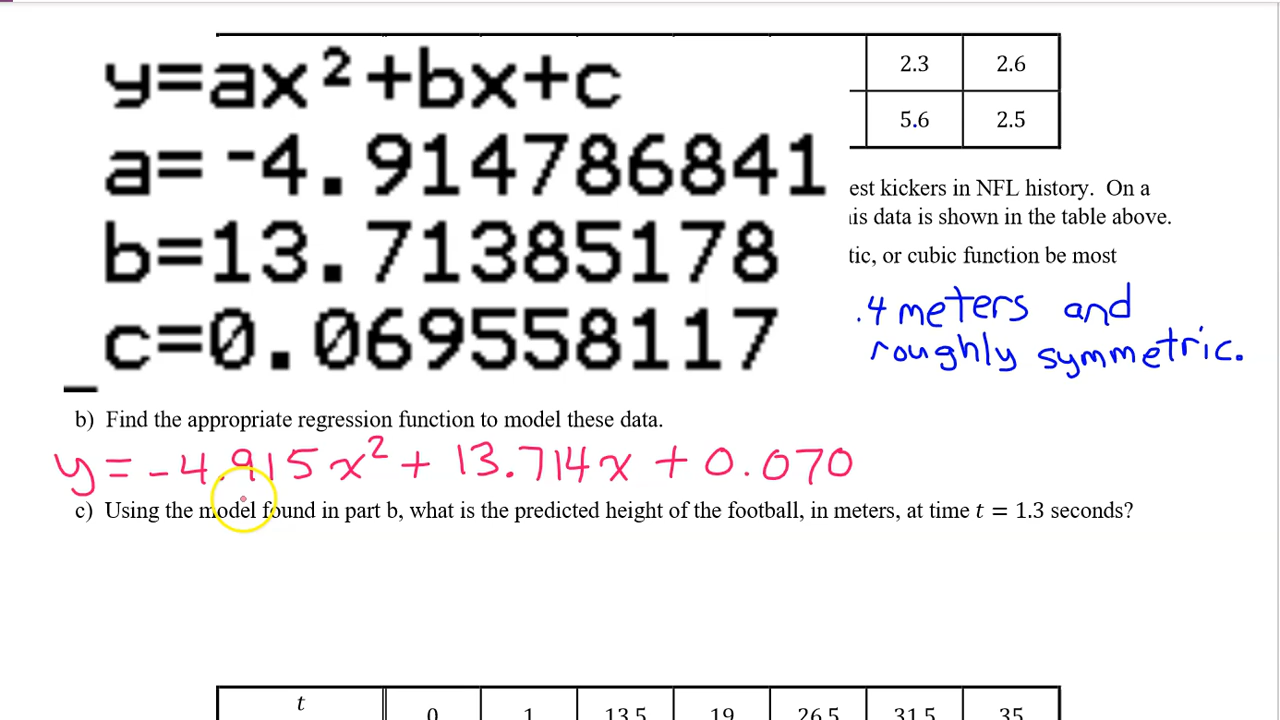 y=ax²+bx+c
a=-4.914786841
b=13.71385178
c=0.069558117
2.3 2.6
5.6 2.5
est kickers in NFL history. On a
is data is shown in the table above.
tic, or cubic function be most
.4 meters and
roughly symmetric.
b) Find the appropriate regression function to model these data.
y = -4.915x² + 13.714x + 0.070
c) Using the model found in part b, what is the predicted height of the football, in meters, at time t = 1.3 seconds?
t 0 1 13.5 19 26.5 31.5 35